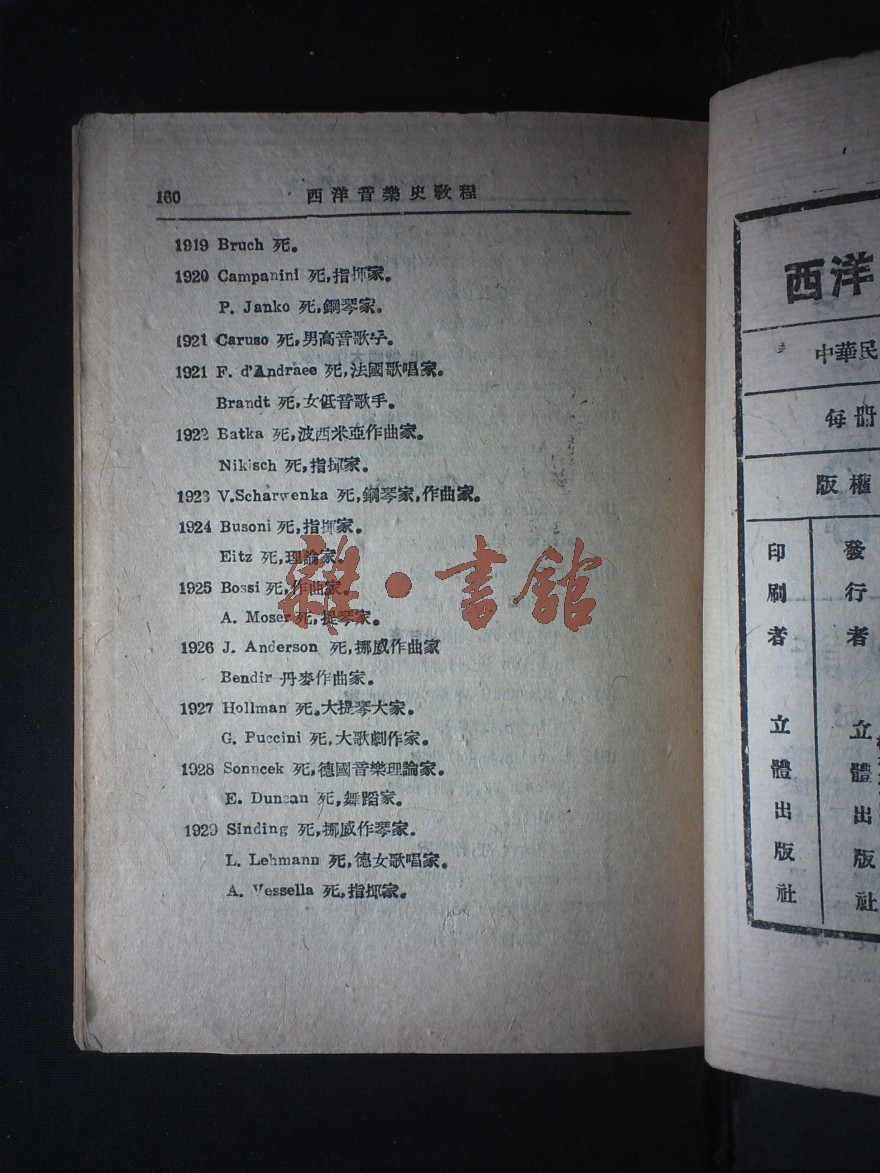 160 西洋音樂史敎程
1919 Bruch 死。
1920 Campanini 死,指揮家。
P. Janko 死,鋼琴家。
1921 Caruso 死,男高音歌手。
1921 F. d'Andraee 死,法國歌唱家。
Brandt 死,女低音歌手。
1922 Batka 死,波西米亞作曲家。
Nikisch 死,指揮家。
1923 V.Scharwenka 死,鋼琴家,作曲家。
1924 Busoni 死,指揮家。
Eitz 死,理論家。
1925 Bossi 死,作曲家。
A. Moser 死,提琴家。
1926 J. Anderson 死,挪威作曲家
Bendir 丹麥作曲家。
1927 Hollman 死。大提琴大家。
G. Puccini 死,大歌劇作家。
1928 Sonncek 死,德國音樂理論家。
E. Duncan 死,舞蹈家。
1929 Sinding 死,挪威作琴家。
L. Lehmann 死,德女歌唱家。
A. Vessella 死,指揮家。
雜·書館
西洋
中華民
每冊
版權
發行者 立體出版社
印刷者 立體出版社